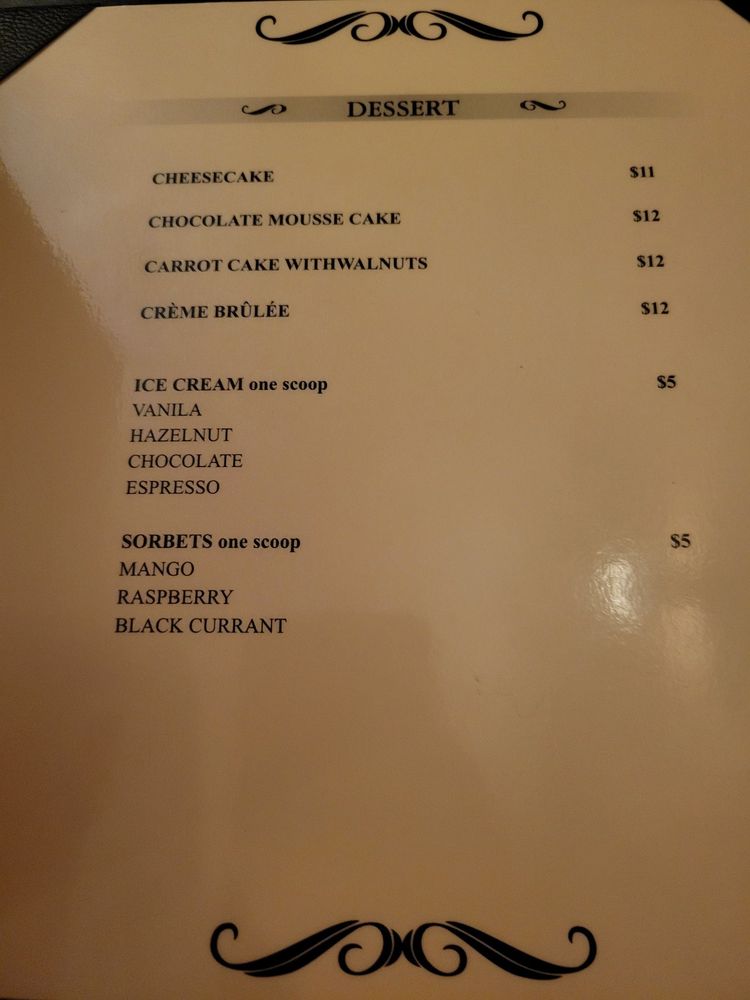 DESSERT
CHEESECAKE $11
CHOCOLATE MOUSSE CAKE $12
CARROT CAKE WITHWALNUTS $12
CRÈME BRÛLÉE $12
ICE CREAM one scoop $5
VANILA
HAZELNUT
CHOCOLATE
ESPRESSO
SORBETS one scoop $5
MANGO
RASPBERRY
BLACK CURRANT